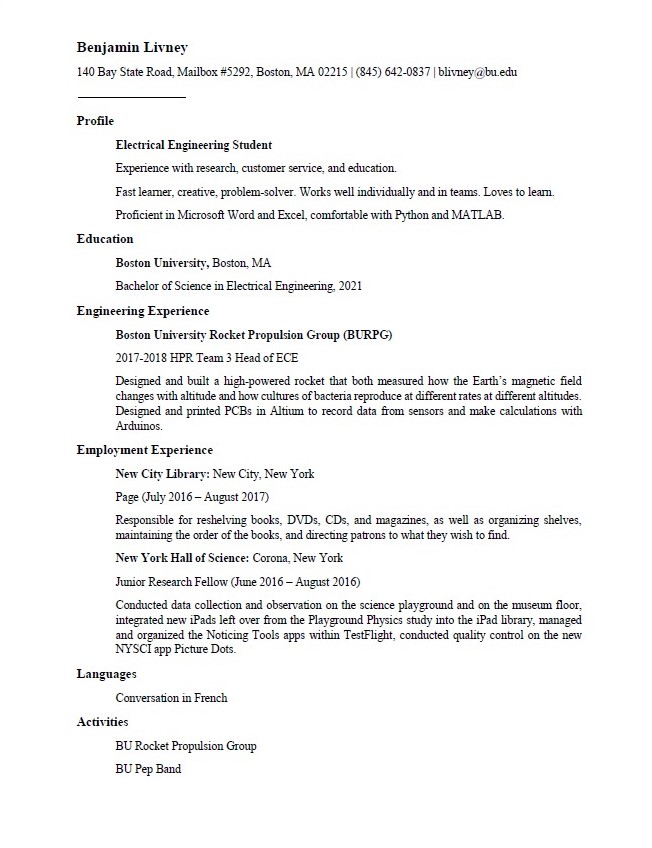 Benjamin Livney
140 Bay State Road, Mailbox #5292, Boston, MA 02215 | (845) 642-0837 | blivney@bu.edu
Profile
Electrical Engineering Student
Experience with research, customer service, and education.
Fast learner, creative, problem-solver. Works well individually and in teams. Loves to learn.
Proficient in Microsoft Word and Excel, comfortable with Python and MATLAB.
Education
Boston University, Boston, MA
Bachelor of Science in Electrical Engineering, 2021
Engineering Experience
Boston University Rocket Propulsion Group (BURPG)
2017-2018 HPR Team 3 Head of ECE
Designed and built a high-powered rocket that both measured how the Earth's magnetic field
changes with altitude and how cultures of bacteria reproduce at different rates at different altitudes.
Designed and printed PCBs in Altium to record data from sensors and make calculations with
Arduinos.
Employment Experience
New City Library: New City, New York
Page (July 2016 – August 2017)
Responsible for reshelving books, DVDs, CDs, and magazines, as well as organizing shelves,
maintaining the order of the books, and directing patrons to what they wish to find.
New York Hall of Science: Corona, New York
Junior Research Fellow (June 2016 – August 2016)
Conducted data collection and observation on the science playground and on the museum floor,
integrated new iPads left over from the Playground Physics study into the iPad library, managed
and organized the Noticing Tools apps within TestFlight, conducted quality control on the new
NYSCI app Picture Dots.
Languages
Conversation in French
Activities
BU Rocket Propulsion Group
BU Pep Band